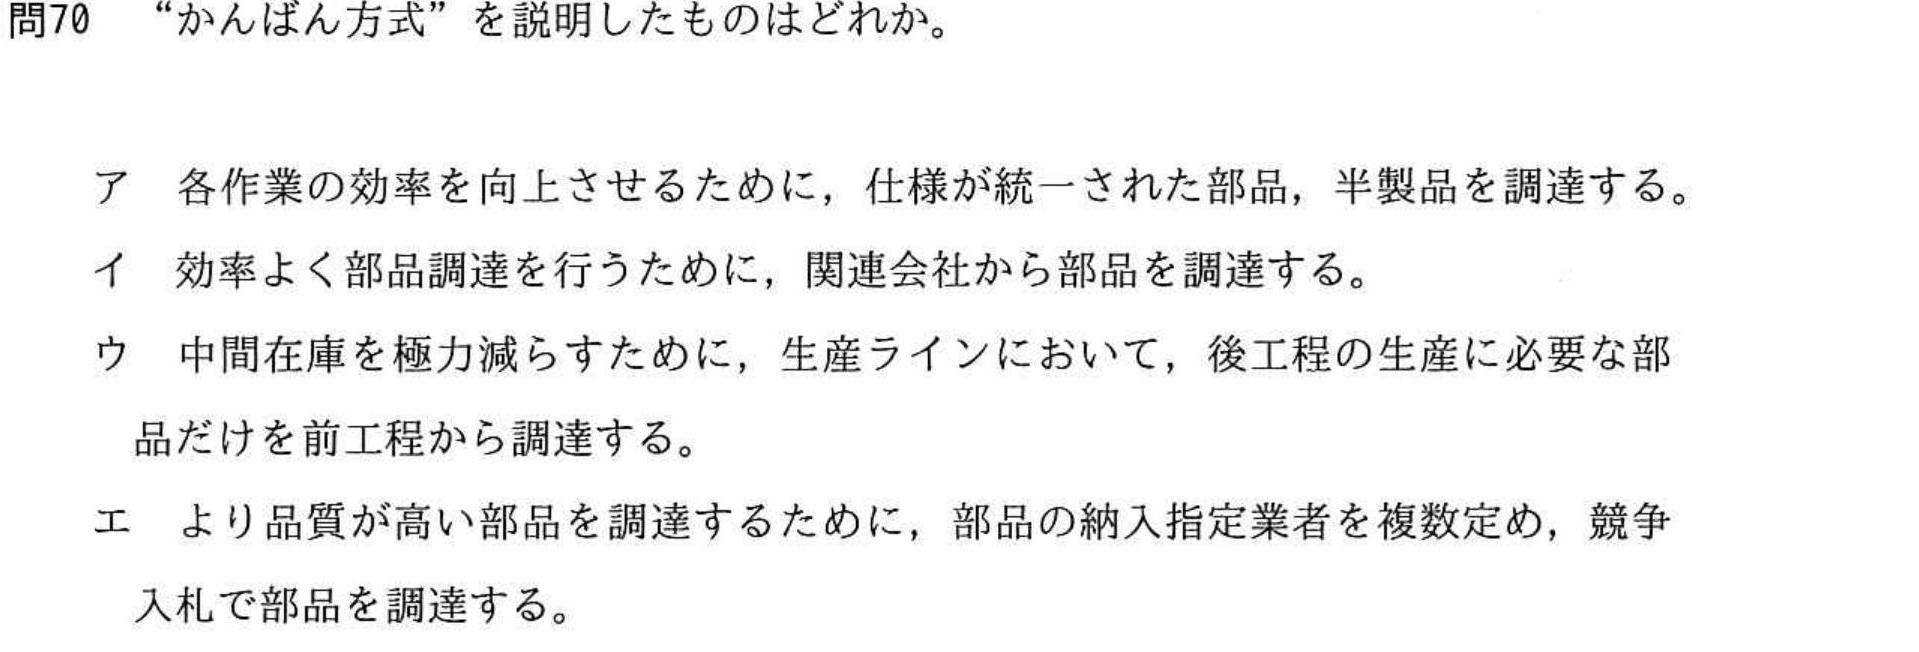 問70　“かんばん方式”を説明したものはどれか。
ア　各作業の効率を向上させるために，仕様が統一された部品，半製品を調達する。
イ　効率よく部品調達を行うために，関連会社から部品を調達する。
ウ　中間在庫を極力減らすために，生産ラインにおいて，後工程の生産に必要な部
品だけを前工程から調達する。
エ　より品質が高い部品を調達するために，部品の納入指定業者を複数定め，競争
入札で部品を調達する。